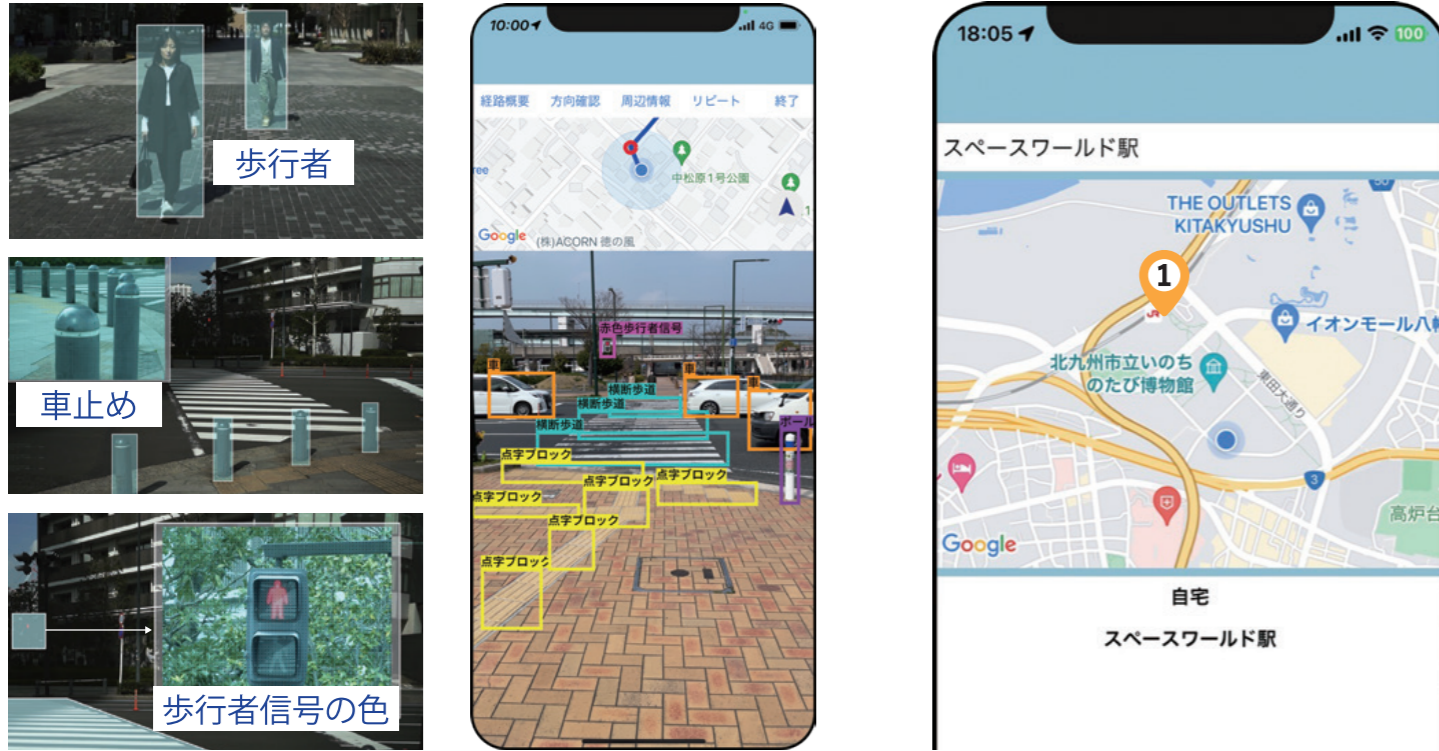 歩行者
車止め
歩行者信号の色
10:00
4G
経路概要 方向確認 周辺情報 リピート 終了
中松原1号公園
Google
(株)ACORN 徳の風
赤色歩行者信号
車
車
車
横断歩道
横断歩道
横断歩道
ポール
点字ブロック
点字ブロック
点字ブロック
点字ブロック
点字ブロック
点字ブロック
18:05
100
スペースワールド駅
THE OUTLETS
KITAKYUSHU
1
JR
イオンモール八幡
北九州市立いのち
のたび博物館
東田大通り
3
高炉台
Google
自宅
スペースワールド駅